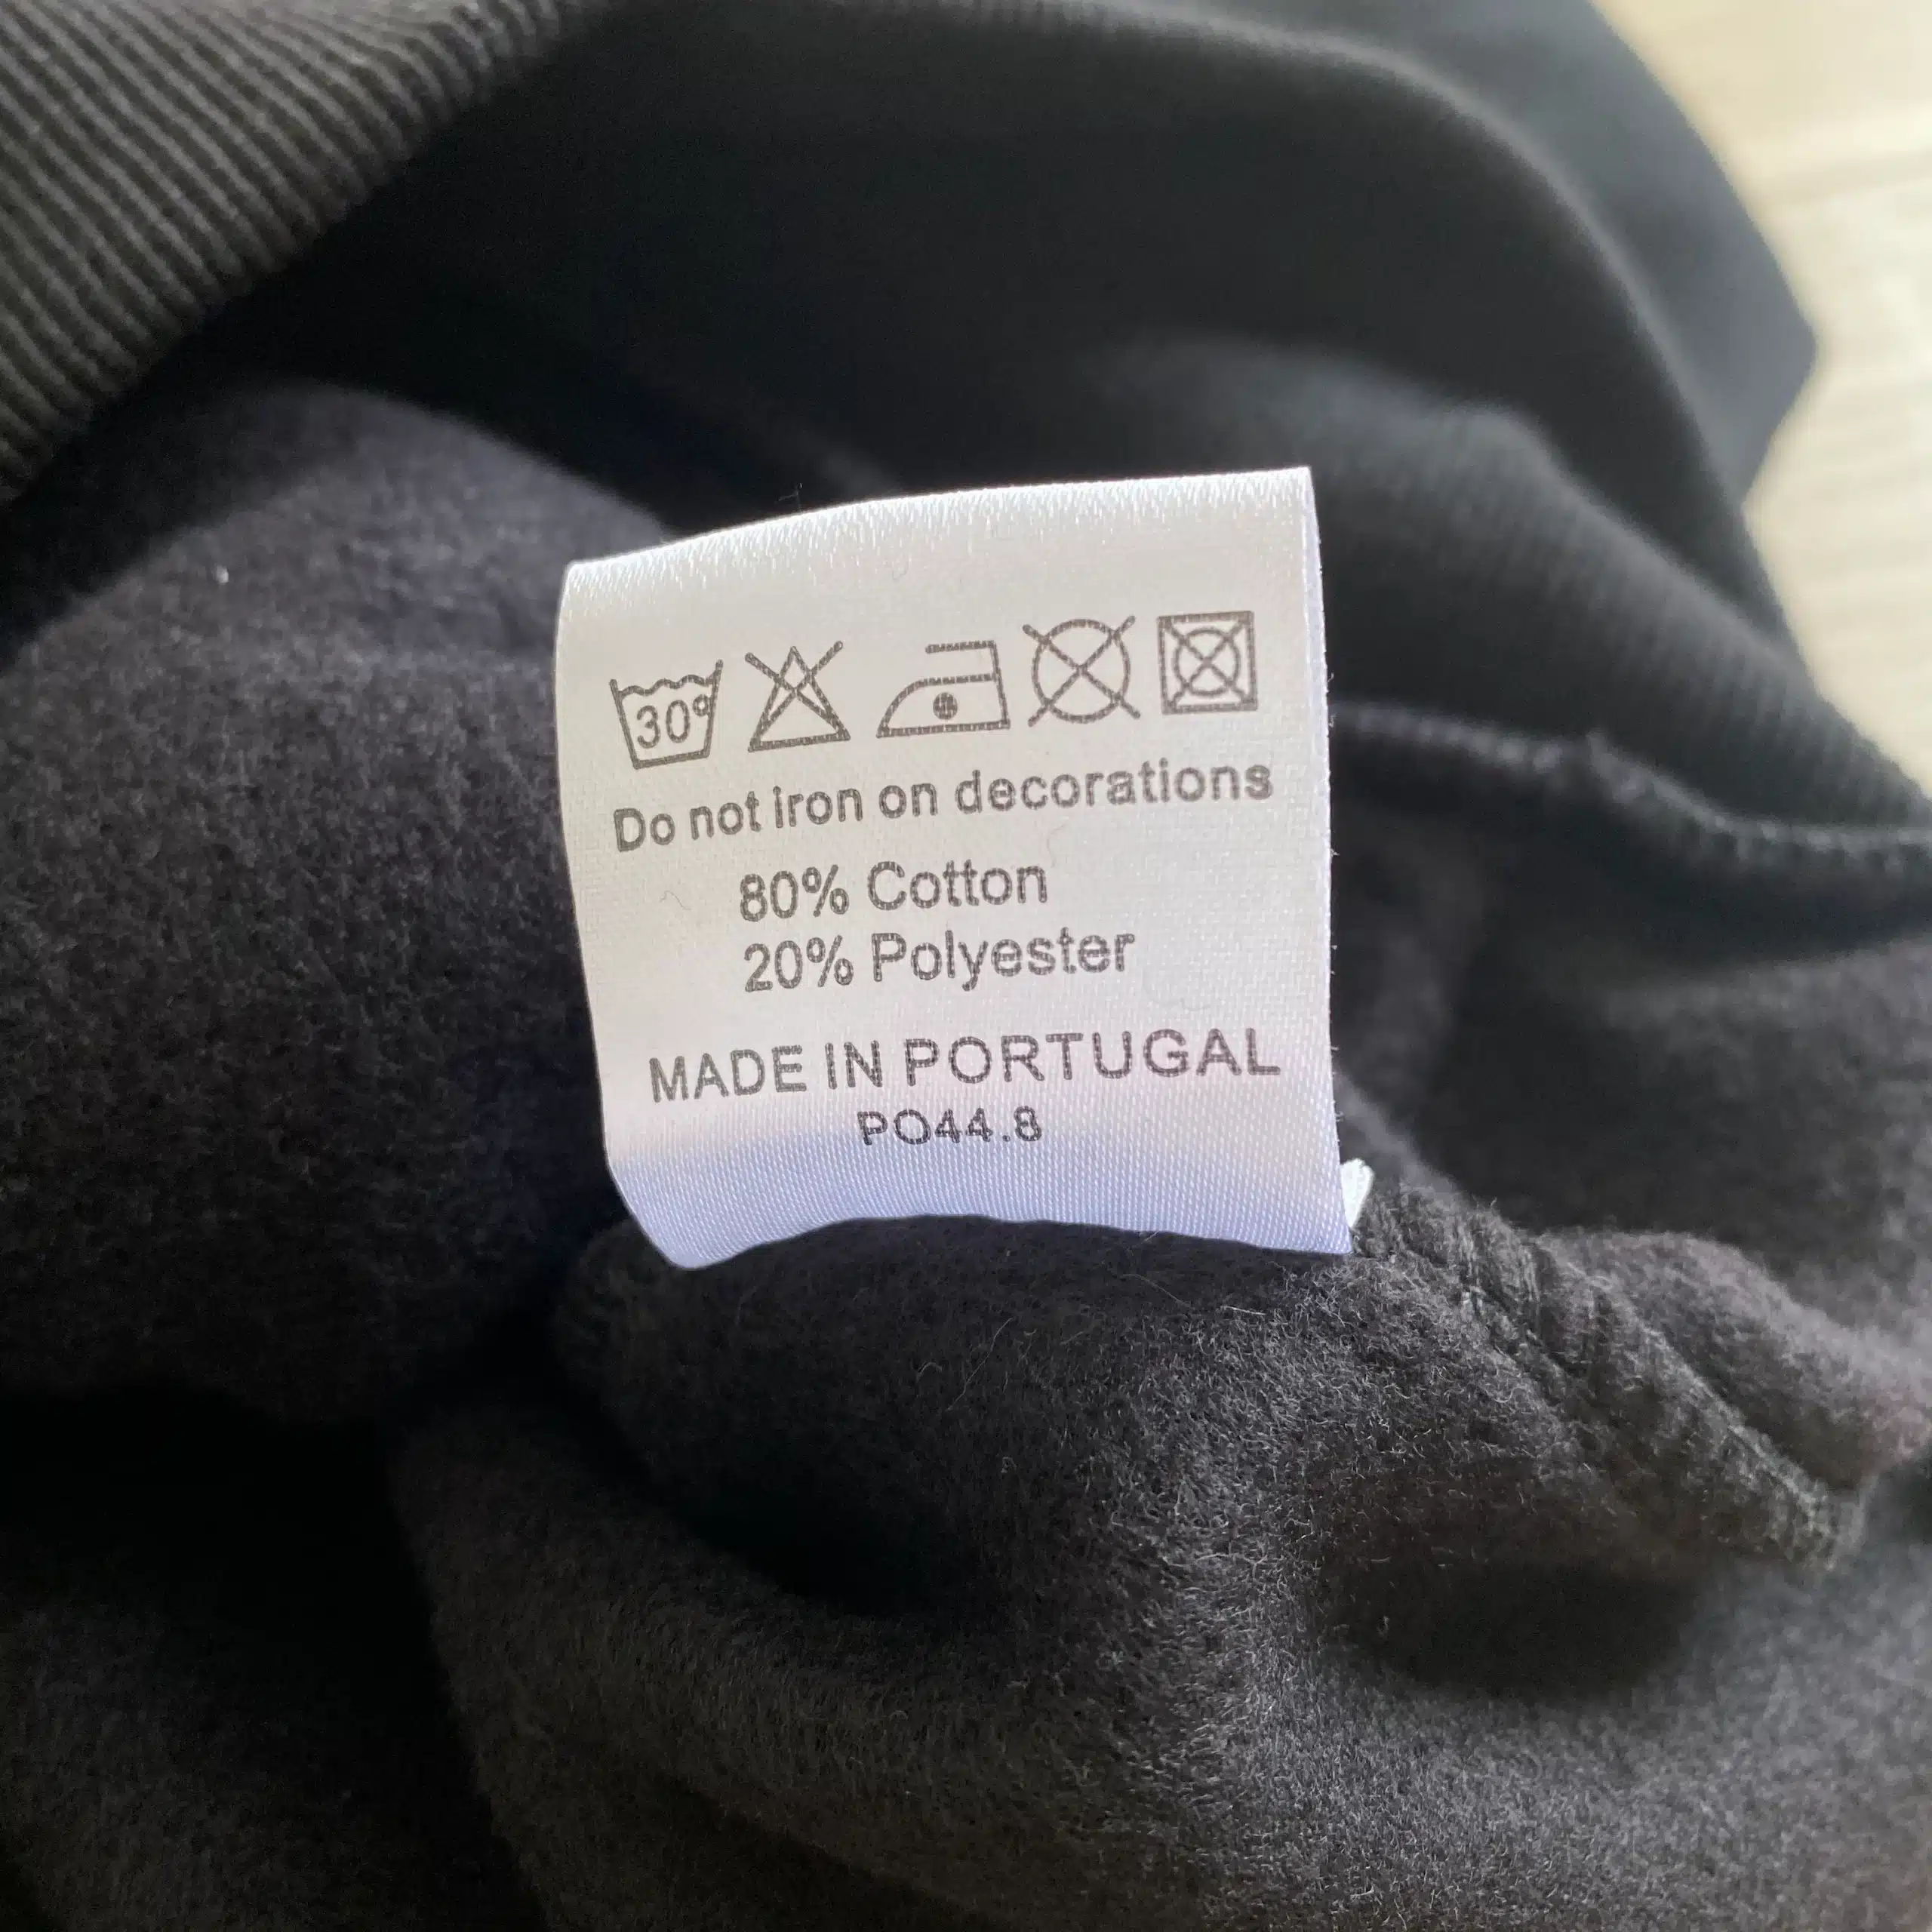 30°
Do not iron on decorations
80% Cotton
20% Polyester
MADE IN PORTUGAL
PO44.8